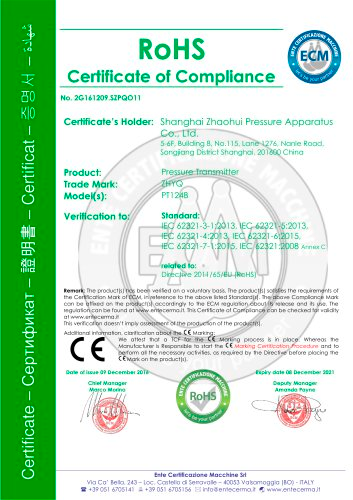 RoHS
Certificate of Compliance
ENTE CERTIFICAZIONE MACCHINE
ECM
Let's be your partner
No. 2G161209.SZPQO11
Certificate's Holder: Shanghai Zhaohui Pressure Apparatus
Co., Ltd.
5-6F, Building B, No.115, Lane 1276, Nanle Road,
Songjiang District Shanghai, 201600 China
Product: Pressure Transmitter
Trade Mark: ZHYQ
Model(s): PT124B
Verification to: Standard:
IEC 62321-3-1:2013, IEC 62321-5:2013,
IEC 62321-4:2013, IEC 62321-6:2015,
IEC 62321-7-1:2015, IEC 62321:2008 Annex C
related to:
Directive 2011/65/EU (RoHS)
Remark: The product(s) has been verified on a voluntary basis. The product(s) satisfies the requirements of
the Certification Mark of ECM, in reference to the above listed Standard(s). The above Compliance Mark
can be affixed on the product(s) accordingly to the ECM regulation about its release and its use. The
regulation can be found at www.entecerma.it. This Certificate of Compliance can be checked for validity
at www.entecerma.it
This verification doesn't imply assessment of the production of the product(s).
Additional information, clarification about the CE Marking:
CE
We attest that a TCF for the CE Marking process is in place. Whereas the
Manufacturer is Responsible to start the CE Marking Certification Procedure and to
perform all the necessary activities, as required by the Directive before placing the
CE Mark on the product(s).
Date of issue 09 December 2016
Expiry date 08 December 2021
Chief Manager
Marco Morina
RoHS
Deputy Manager
Amanda Payne
Ente Certificazione Macchine Srl
Via Ca' Bella, 243 – Loc. Castello di Serravalle – 40053 Valsamoggia (BO) - ITALY
+39 051 6705141 +39 051 6705156 info@entecerma.it www.entecerma.it
Certificate – Сертификат – 證明書 – Certificat – 증명서 – شهادة